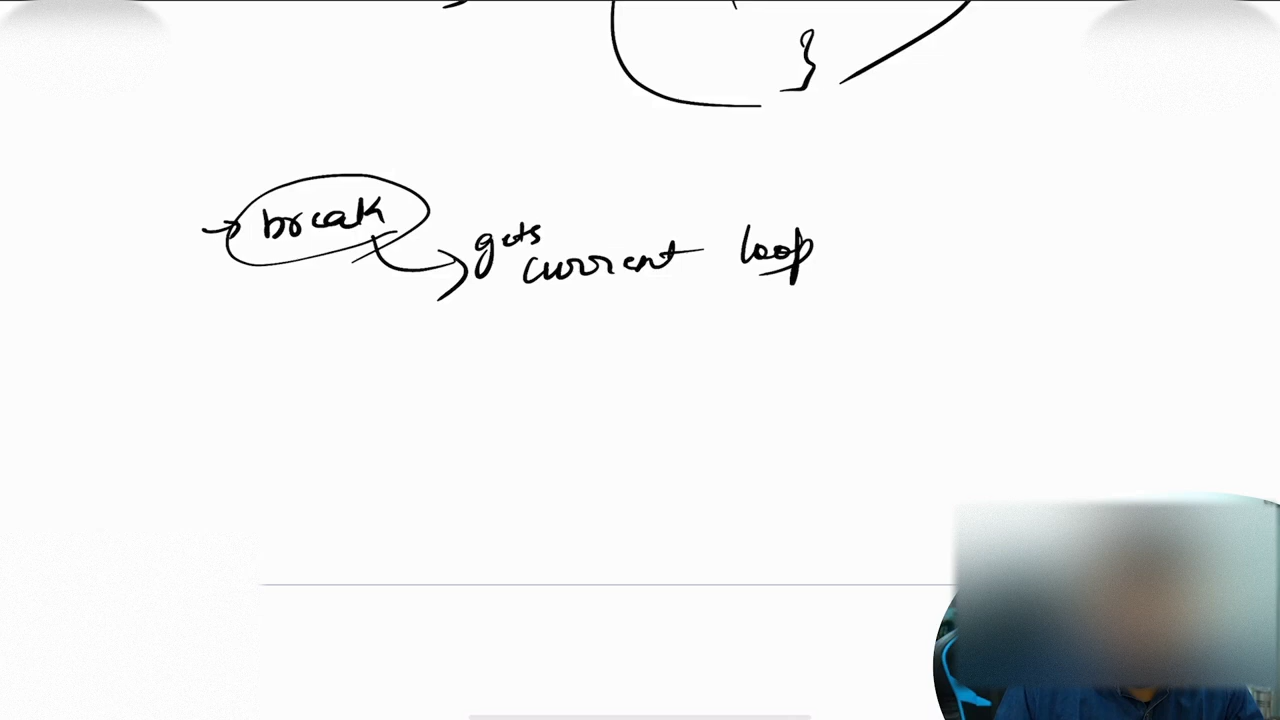 }
→ break
gets
current loop